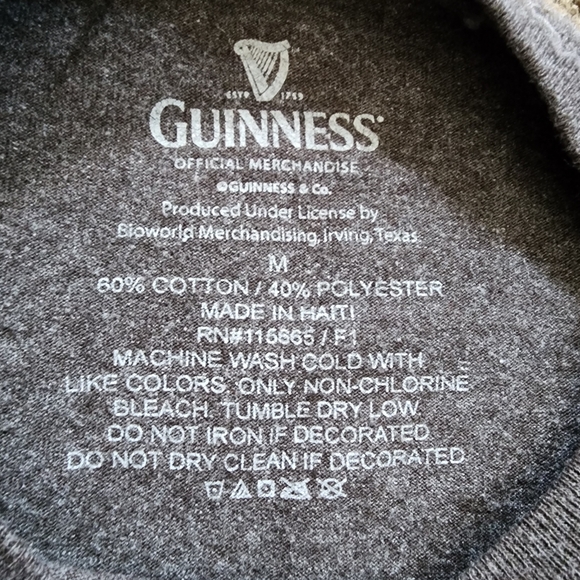 ESTD 1759
GUINNESS
OFFICIAL MERCHANDISE
©GUINNESS & Co.
Produced Under License by
Bioworld Merchandising, Irving, Texas
M
60% COTTON / 40% POLYESTER
MADE IN HAITI
RN#115665 / F1
MACHINE WASH COLD WITH
LIKE COLORS. ONLY NON-CHLORINE
BLEACH. TUMBLE DRY LOW
DO NOT IRON IF DECORATED
DO NOT DRY CLEAN IF DECORATED